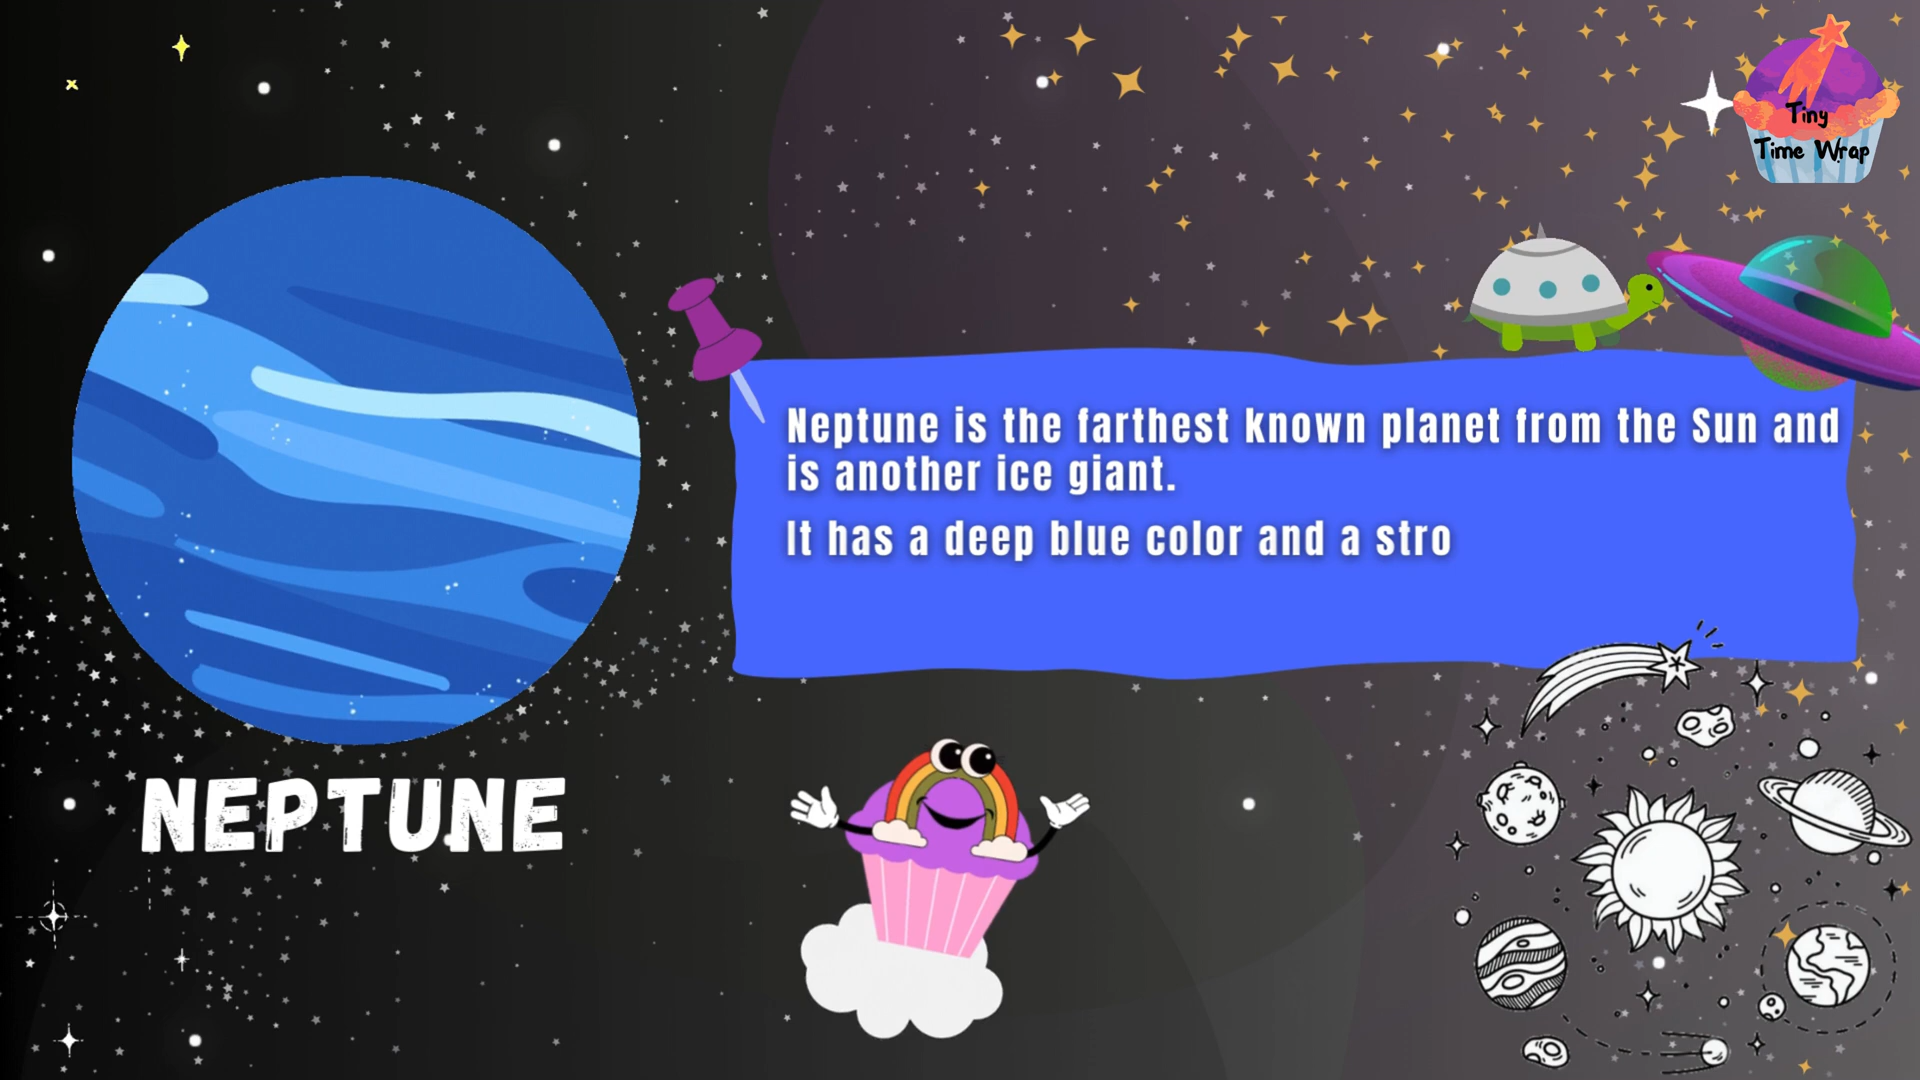 Tiny
Time Wrap
Neptune is the farthest known planet from the Sun and
is another ice giant.
It has a deep blue color and a stro
NEPTUNE